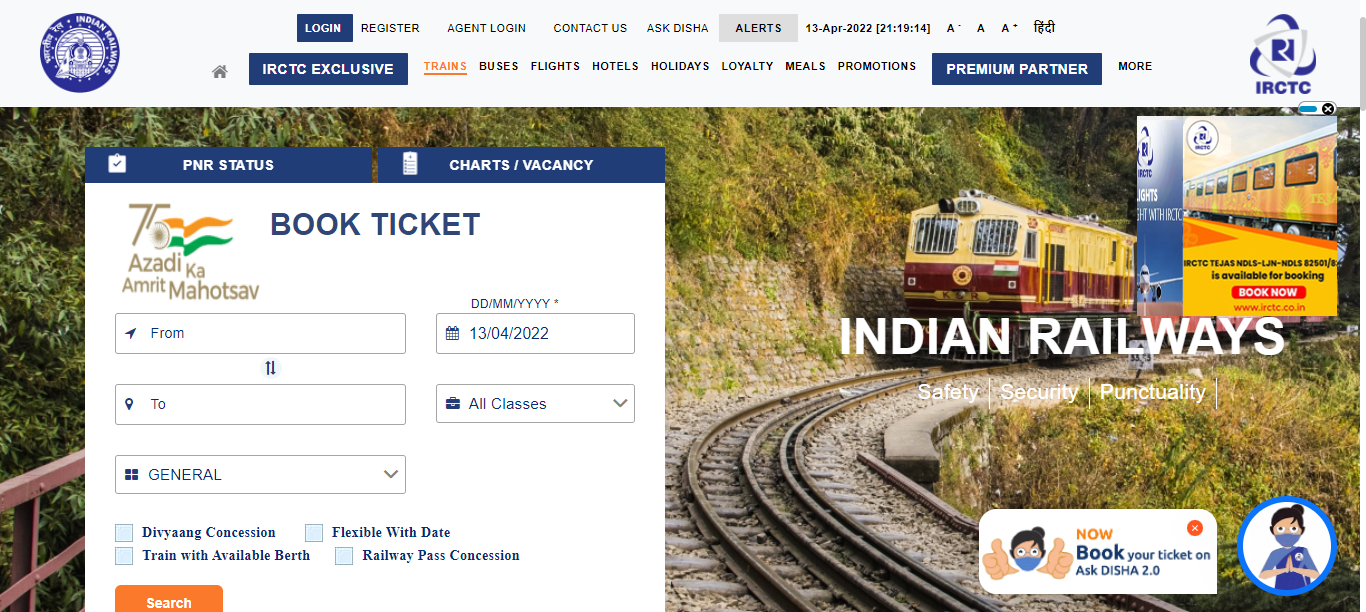 LOGIN REGISTER AGENT LOGIN CONTACT US ASK DISHA ALERTS 13-Apr-2022 [21:19:14] A- A A+ हिंदी
भारतीय रेल INDIAN RAILWAYS
IRCTC EXCLUSIVE TRAINS BUSES FLIGHTS HOTELS HOLIDAYS LOYALTY MEALS PROMOTIONS PREMIUM PARTNER MORE
IRCTC
PNR STATUS CHARTS / VACANCY
75
Azadi Ka
Amrit Mahotsav
BOOK TICKET
DD/MM/YYYY *
From 13/04/2022
To All Classes
GENERAL
Divyaang Concession Flexible With Date
Train with Available Berth Railway Pass Concession
Search
IRCTC
IRCTC
GHT WITH IRCTC
IRCTC TEJAS NDLS-LJN-NDLS 82501/8
is available for booking
BOOK NOW
www.irctc.co.in
INDIAN RAILWAYS
Safety Security Punctuality
NOW
Book your ticket on
Ask DISHA 2.0